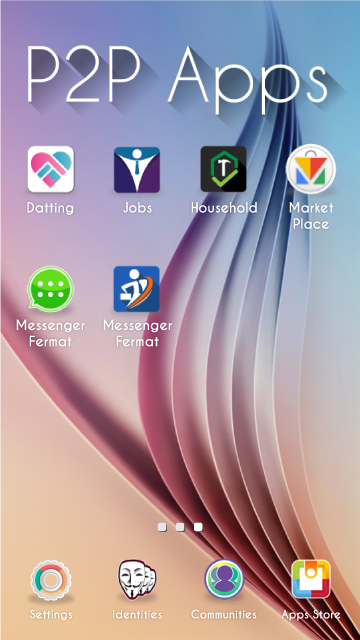 P2P Apps
Datting
Jobs
Household
Market
Place
Messenger
Fermat
Messenger
Fermat
Settings
Identities
Communities
Apps Store